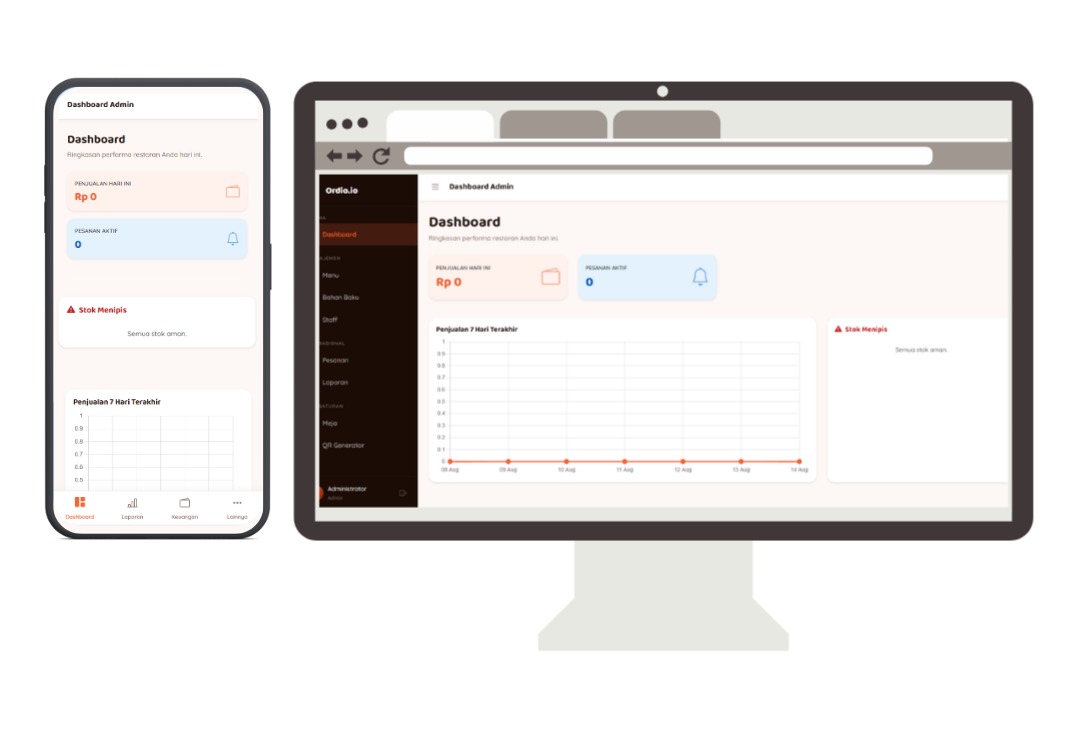 Dashboard Admin
Dashboard
Ringkasan performa restoran Anda hari ini.
PENJUALAN HARI INI
Rp 0
PESANAN AKTIF
0
Stok Menipis
Semua stok aman.
Penjualan 7 Hari Terakhir
1
0.9
0.8
0.7
0.6
0.5
Dashboard
Laporan
Keuangan
Lainnya
Ordio.io
Dashboard
Menu
Bahan Baku
Staff
Pesanan
Laporan
Meja
QR Generator
Administrator
Admin
Dashboard Admin
Dashboard
Ringkasan performa restoran Anda hari ini.
PENJUALAN HARI INI
Rp 0
PESANAN AKTIF
0
Penjualan 7 Hari Terakhir
1
0.9
0.8
0.7
0.6
0.5
0.4
0.3
0.2
0.1
0
08 Aug 09 Aug 10 Aug 11 Aug 12 Aug 13 Aug 14 Aug
Stok Menipis
Semua stok aman.